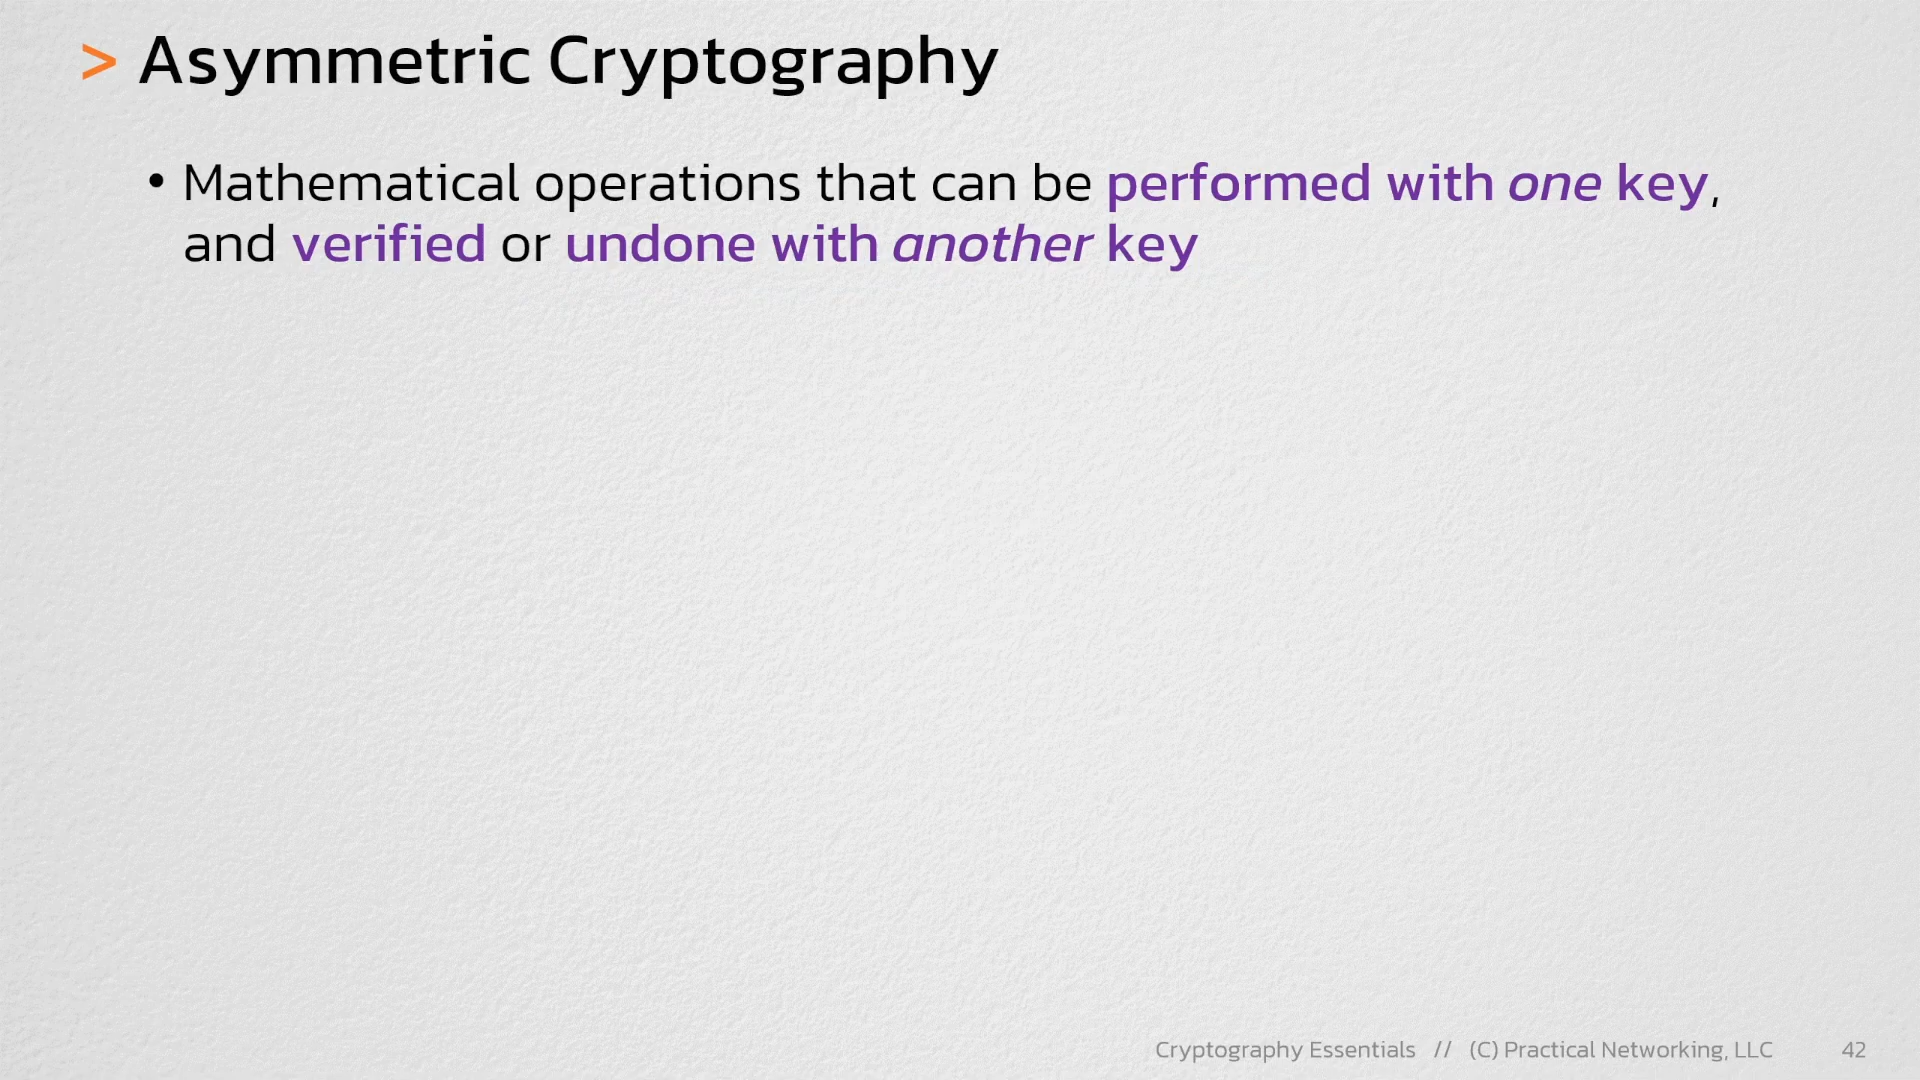 > Asymmetric Cryptography
• Mathematical operations that can be performed with one key,
and verified or undone with another key
Cryptography Essentials // (C) Practical Networking, LLC 42